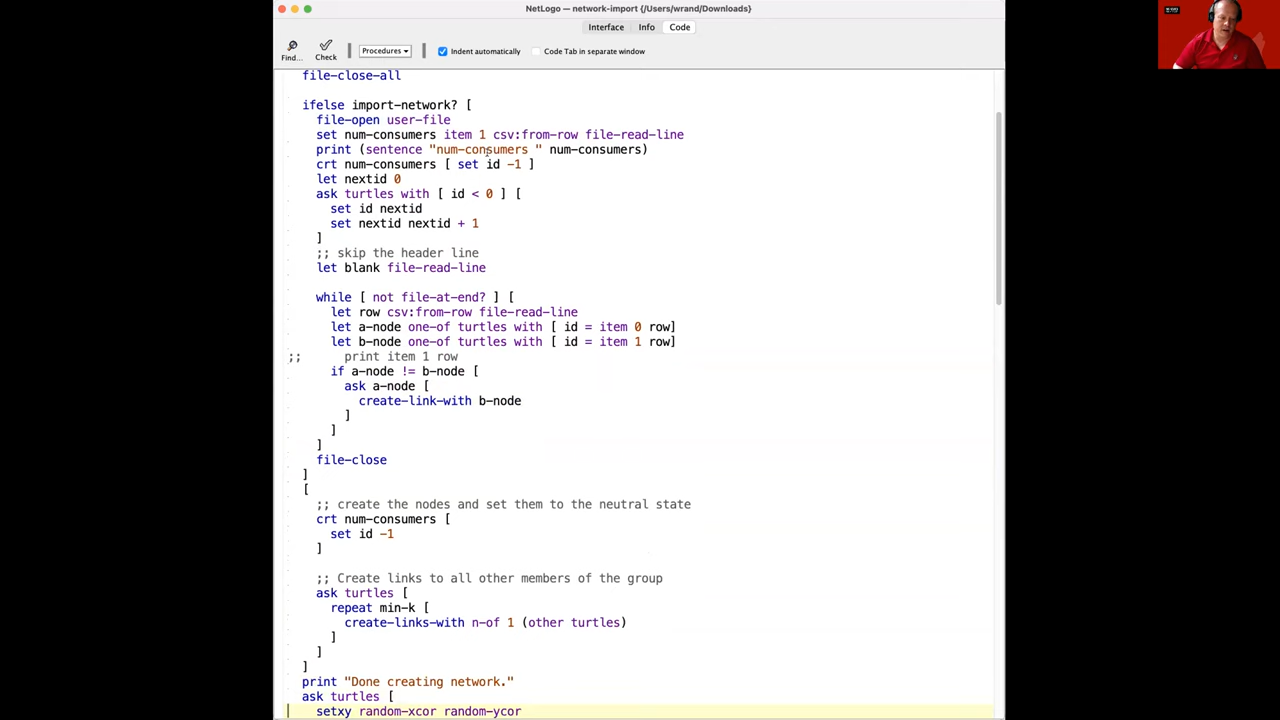 NetLogo — network-import {/Users/wrand/Downloads}
Interface Info Code
Find... Check Procedures Indent automatically Code Tab in separate window
file-close-all
ifelse import-network? [
file-open user-file
set num-consumers item 1 csv:from-row file-read-line
print (sentence "num-consumers " num-consumers)
crt num-consumers [ set id -1 ]
let nextid 0
ask turtles with [ id < 0 ] [
set id nextid
set nextid nextid + 1
]
;; skip the header line
let blank file-read-line
while [ not file-at-end? ] [
let row csv:from-row file-read-line
let a-node one-of turtles with [ id = item 0 row]
let b-node one-of turtles with [ id = item 1 row]
;; print item 1 row
if a-node != b-node [
ask a-node [
create-link-with b-node
]
]
]
file-close
]
[
;; create the nodes and set them to the neutral state
crt num-consumers [
set id -1
]
;; Create links to all other members of the group
ask turtles [
repeat min-k [
create-links-with n-of 1 (other turtles)
]
]
]
print "Done creating network."
ask turtles [
setxy random-xcor random-ycor